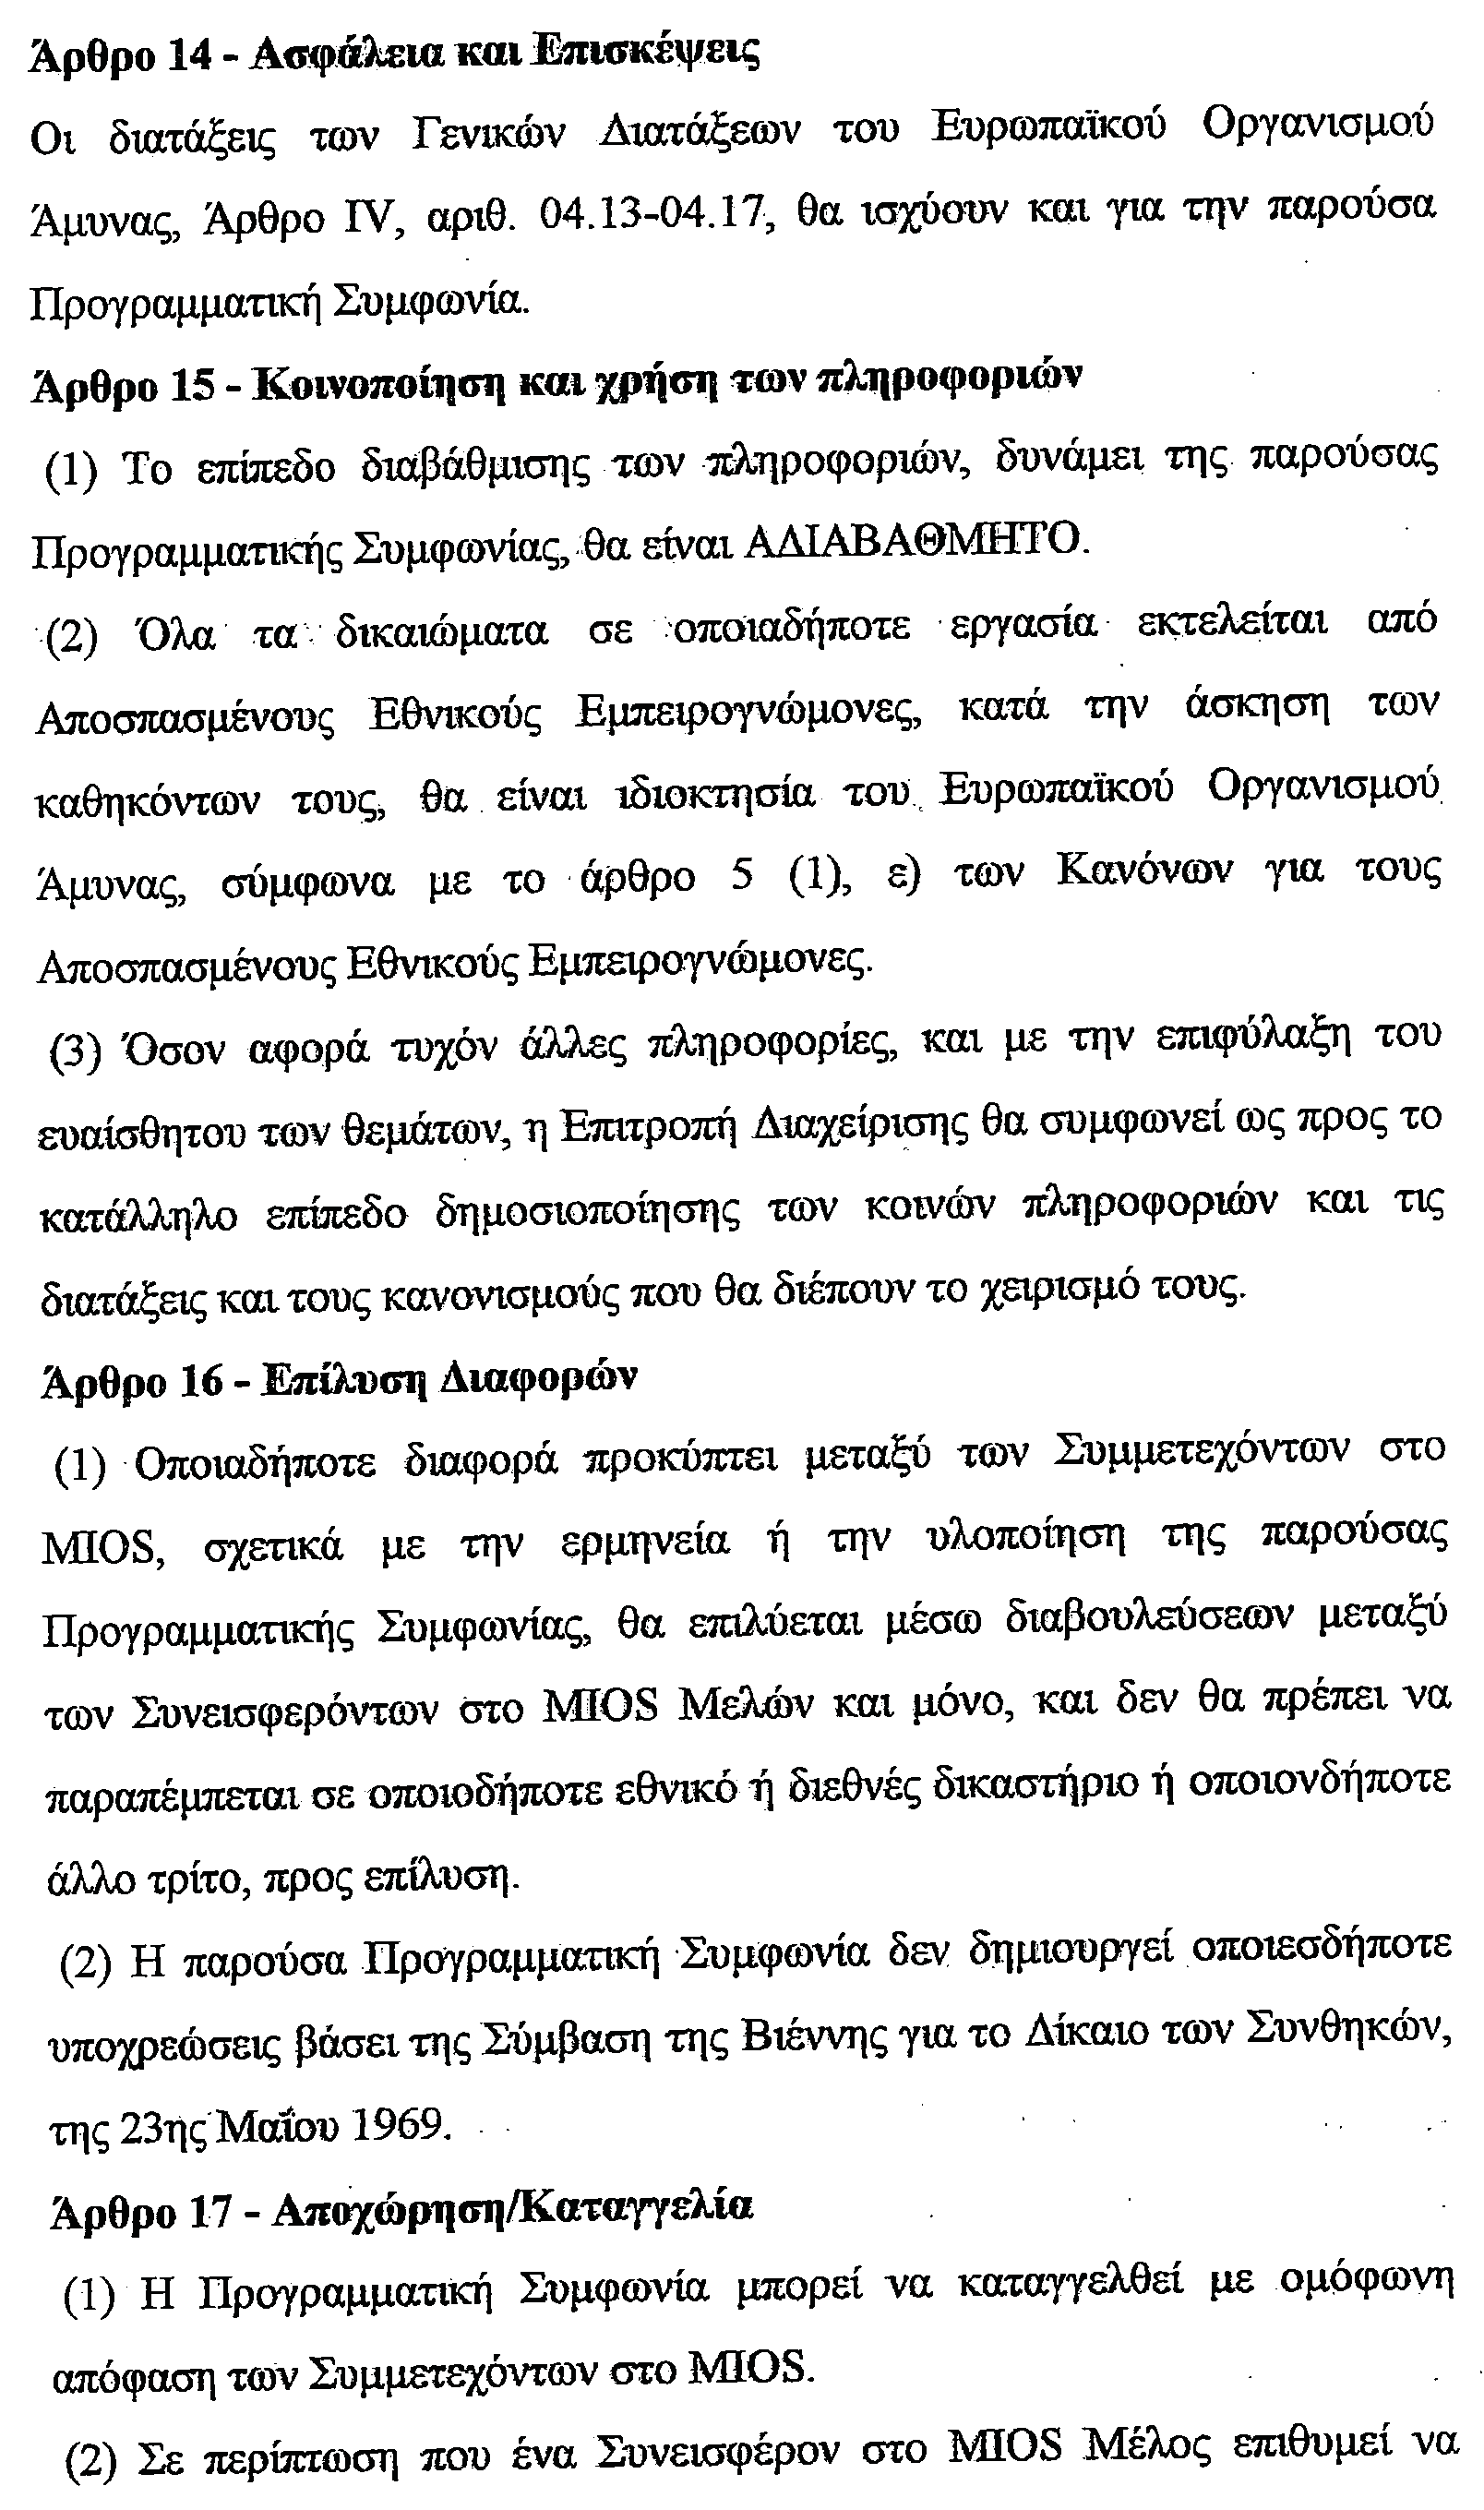 Άρθρο 14 - Ασφάλεια και Επισκέψεις
Οι διατάξεις των Γενικών Διατάξεων του Ευρωπαϊκού Οργανισμού
Άμυνας, Άρθρο IV, αριθ. 04.13-04.17, θα ισχύουν και για την παρούσα
Προγραμματική Συμφωνία.
Άρθρο 15 - Κοινοποίηση και χρήση των πληροφοριών
(1) Το επίπεδο διαβάθμισης των πληροφοριών, δυνάμει της παρούσας
Προγραμματικής Συμφωνίας, θα είναι ΑΔΙΑΒΑΘΜΗΤΟ.
(2) Όλα τα δικαιώματα σε οποιαδήποτε εργασία εκτελείται από
Αποσπασμένους Εθνικούς Εμπειρογνώμονες, κατά την άσκηση των
καθηκόντων τους, θα είναι ιδιοκτησία του Ευρωπαϊκού Οργανισμού
Άμυνας, σύμφωνα με το άρθρο 5 (1), ε) των Κανόνων για τους
Αποσπασμένους Εθνικούς Εμπειρογνώμονες.
(3) Όσον αφορά τυχόν άλλες πληροφορίες, και με την επιφύλαξη του
ευαίσθητου των θεμάτων, η Επιτροπή Διαχείρισης θα συμφωνεί ως προς το
κατάλληλο επίπεδο δημοσιοποίησης των κοινών πληροφοριών και τις
διατάξεις και τους κανονισμούς που θα διέπουν το χειρισμό τους.
Άρθρο 16 - Επίλυση Διαφορών
(1) Οποιαδήποτε διαφορά προκύπτει μεταξύ των Συμμετεχόντων στο
MIOS, σχετικά με την ερμηνεία ή την υλοποίηση της παρούσας
Προγραμματικής Συμφωνίας, θα επιλύεται μέσω διαβουλεύσεων μεταξύ
των Συνεισφερόντων στο MIOS Μελών και μόνο, και δεν θα πρέπει να
παραπέμπεται σε οποιοδήποτε εθνικό ή διεθνές δικαστήριο ή οποιονδήποτε
άλλο τρίτο, προς επίλυση.
(2) Η παρούσα Προγραμματική Συμφωνία δεν δημιουργεί οποιεσδήποτε
υποχρεώσεις βάσει της Σύμβαση της Βιέννης για το Δίκαιο των Συνθηκών,
της 23ης Μαΐου 1969.
Άρθρο 17 - Αποχώρηση/Καταγγελία
(1) Η Προγραμματική Συμφωνία μπορεί να καταγγελθεί με ομόφωνη
απόφαση των Συμμετεχόντων στο MIOS.
(2) Σε περίπτωση που ένα Συνεισφέρον στο MIOS Μέλος επιθυμεί να